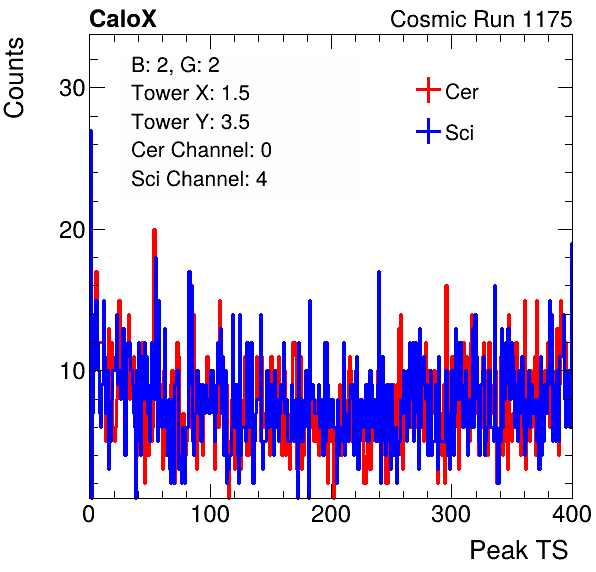 CaloX Cosmic Run 1175
Counts
B: 2, G: 2
Tower X: 1.5
Tower Y: 3.5
Cer Channel: 0
Sci Channel: 4
Cer
Sci
30
20
10
0 100 200 300 400
Peak TS